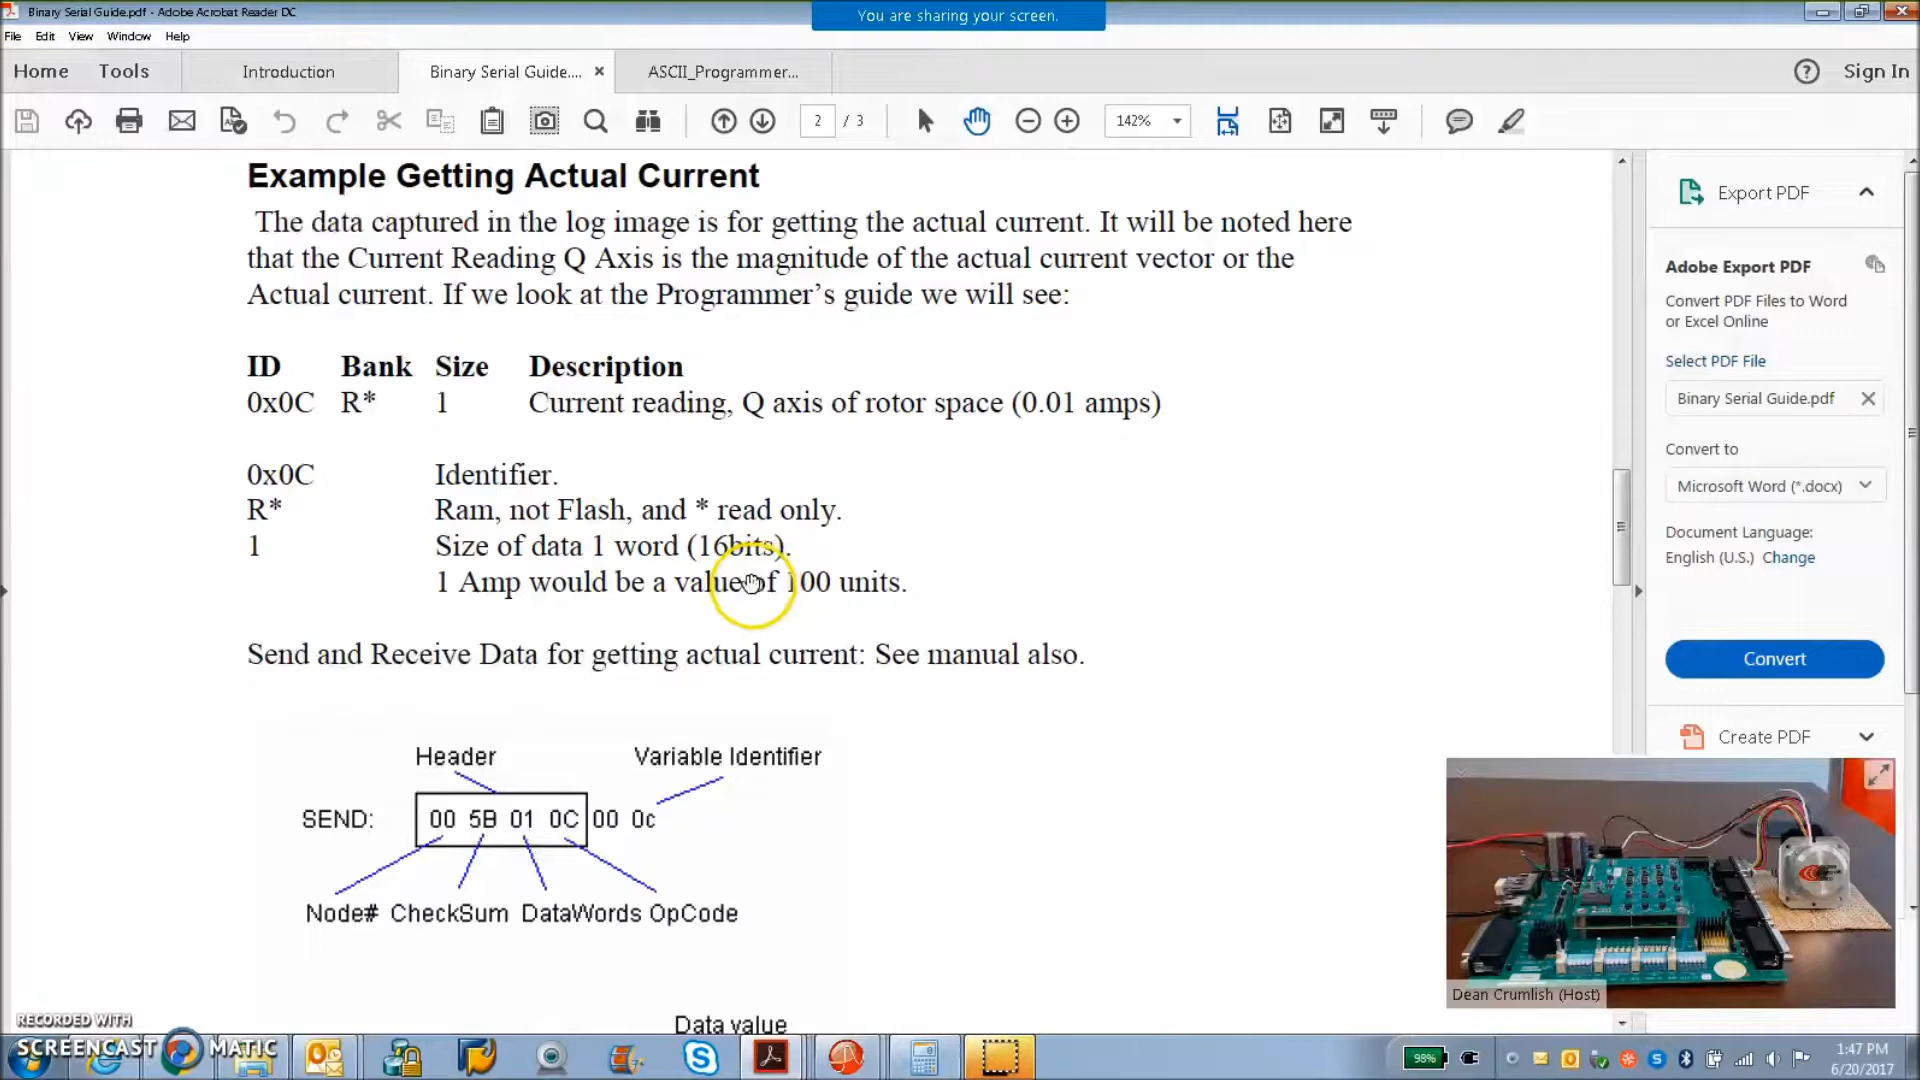 Binary Serial Guide.pdf - Adobe Acrobat Reader DC
You are sharing your screen.
File Edit View Window Help
Home Tools Introduction Binary Serial Guide.... × ASCII_Programmer... Sign In
2 / 3 142%
Example Getting Actual Current
The data captured in the log image is for getting the actual current. It will be noted here
that the Current Reading Q Axis is the magnitude of the actual current vector or the
Actual current. If we look at the Programmer's guide we will see:
ID Bank Size Description
0x0C R* 1 Current reading, Q axis of rotor space (0.01 amps)
0x0C Identifier.
R* Ram, not Flash, and * read only.
1 Size of data 1 word (16bits).
1 Amp would be a value of 100 units.
Send and Receive Data for getting actual current: See manual also.
Header Variable Identifier
SEND: 00 5B 01 0C 00 0c
Node# CheckSum DataWords OpCode
Data value
Export PDF
Adobe Export PDF
Convert PDF Files to Word
or Excel Online
Select PDF File
Binary Serial Guide.pdf
Convert to
Microsoft Word (*.docx)
Document Language:
English (U.S.) Change
Convert
Create PDF
Dean Crumlish (Host)
RECORDED WITH
SCREENCAST MATIC
98%
1:47 PM
6/20/2017